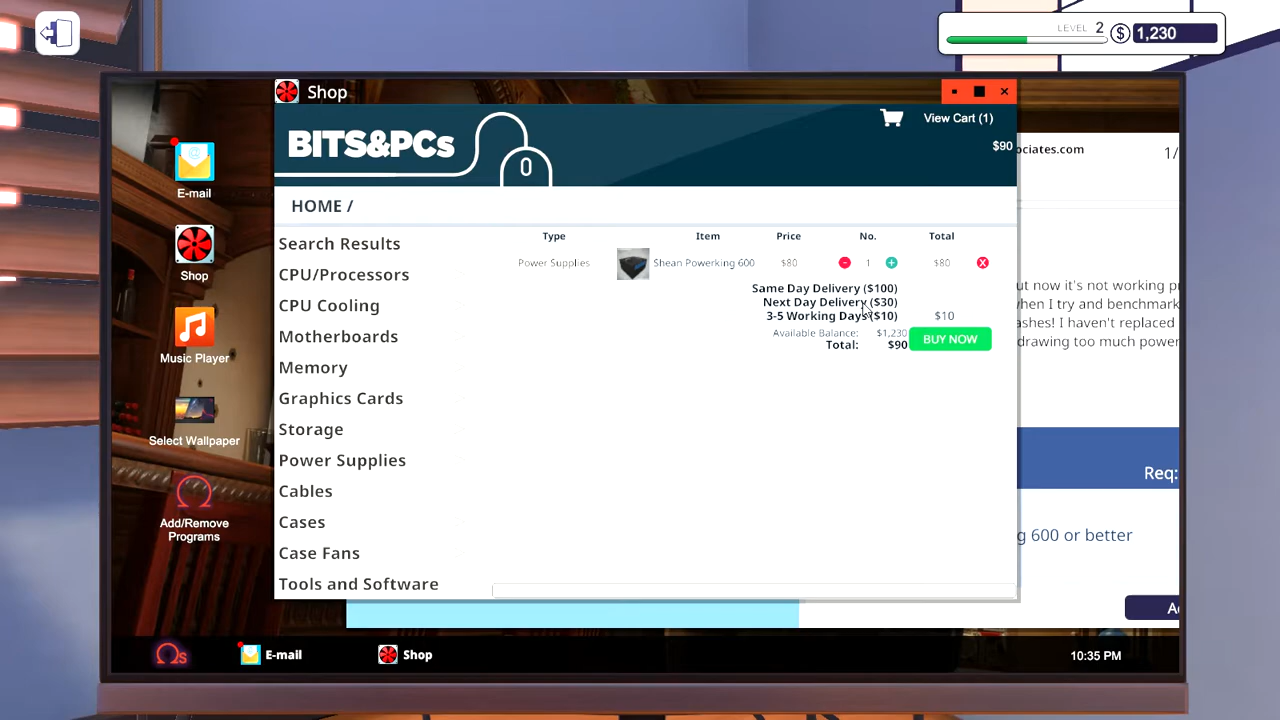 LEVEL 2 $ 1,230
Shop
BITS&PCs
View Cart (1)
$90
ociates.com 1/
HOME /
Type Item Price No. Total
Power Supplies Shean Powerking 600 $80 - 1 + $80 X
Same Day Delivery ($100)
Next Day Delivery ($30)
3-5 Working Days ($10) $10
Available Balance: $1,230
Total: $90 BUY NOW
Search Results
CPU/Processors
CPU Cooling
Motherboards
Memory
Graphics Cards
Storage
Power Supplies
Cables
Cases
Case Fans
Tools and Software
E-mail
Shop
Music Player
Select Wallpaper
Add/Remove
Programs
ut now it's not working pr
when I try and benchmark
ashes! I haven't replaced
drawing too much power
Req:
g 600 or better
Ac
Ωs E-mail Shop 10:35 PM